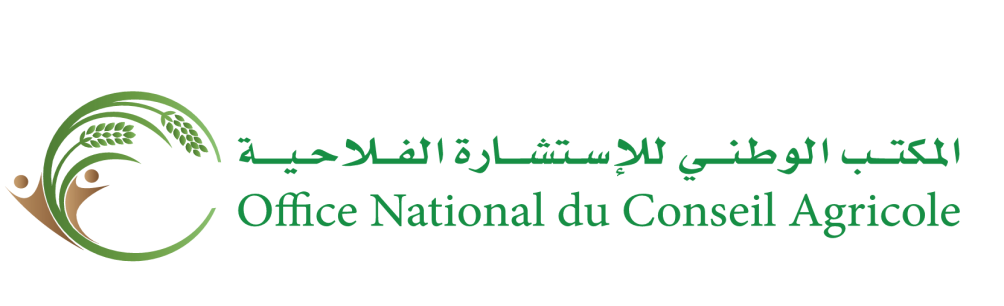 المكتب الوطني للإستشارة الفلاحية
Office National du Conseil Agricole